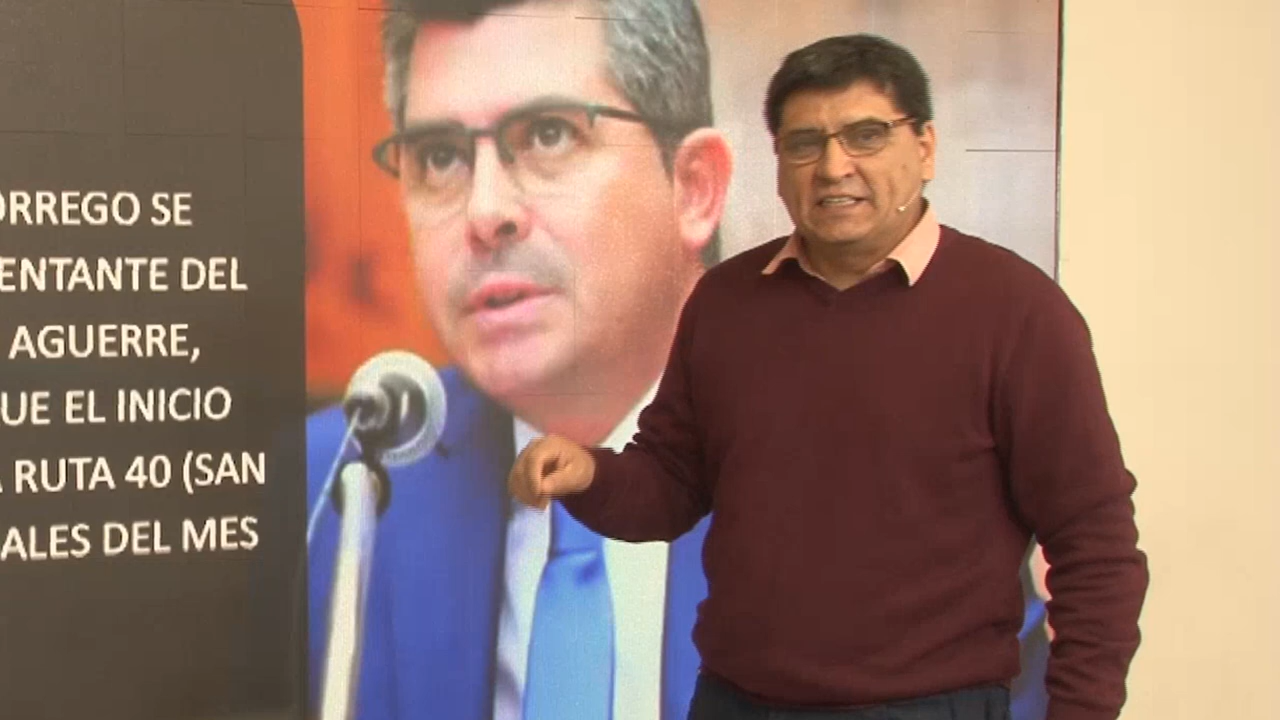 ORREGO SE
ENTANTE DEL
AGUERRE,
UE EL INICIO
A RUTA 40 (SAN
ALES DEL MES